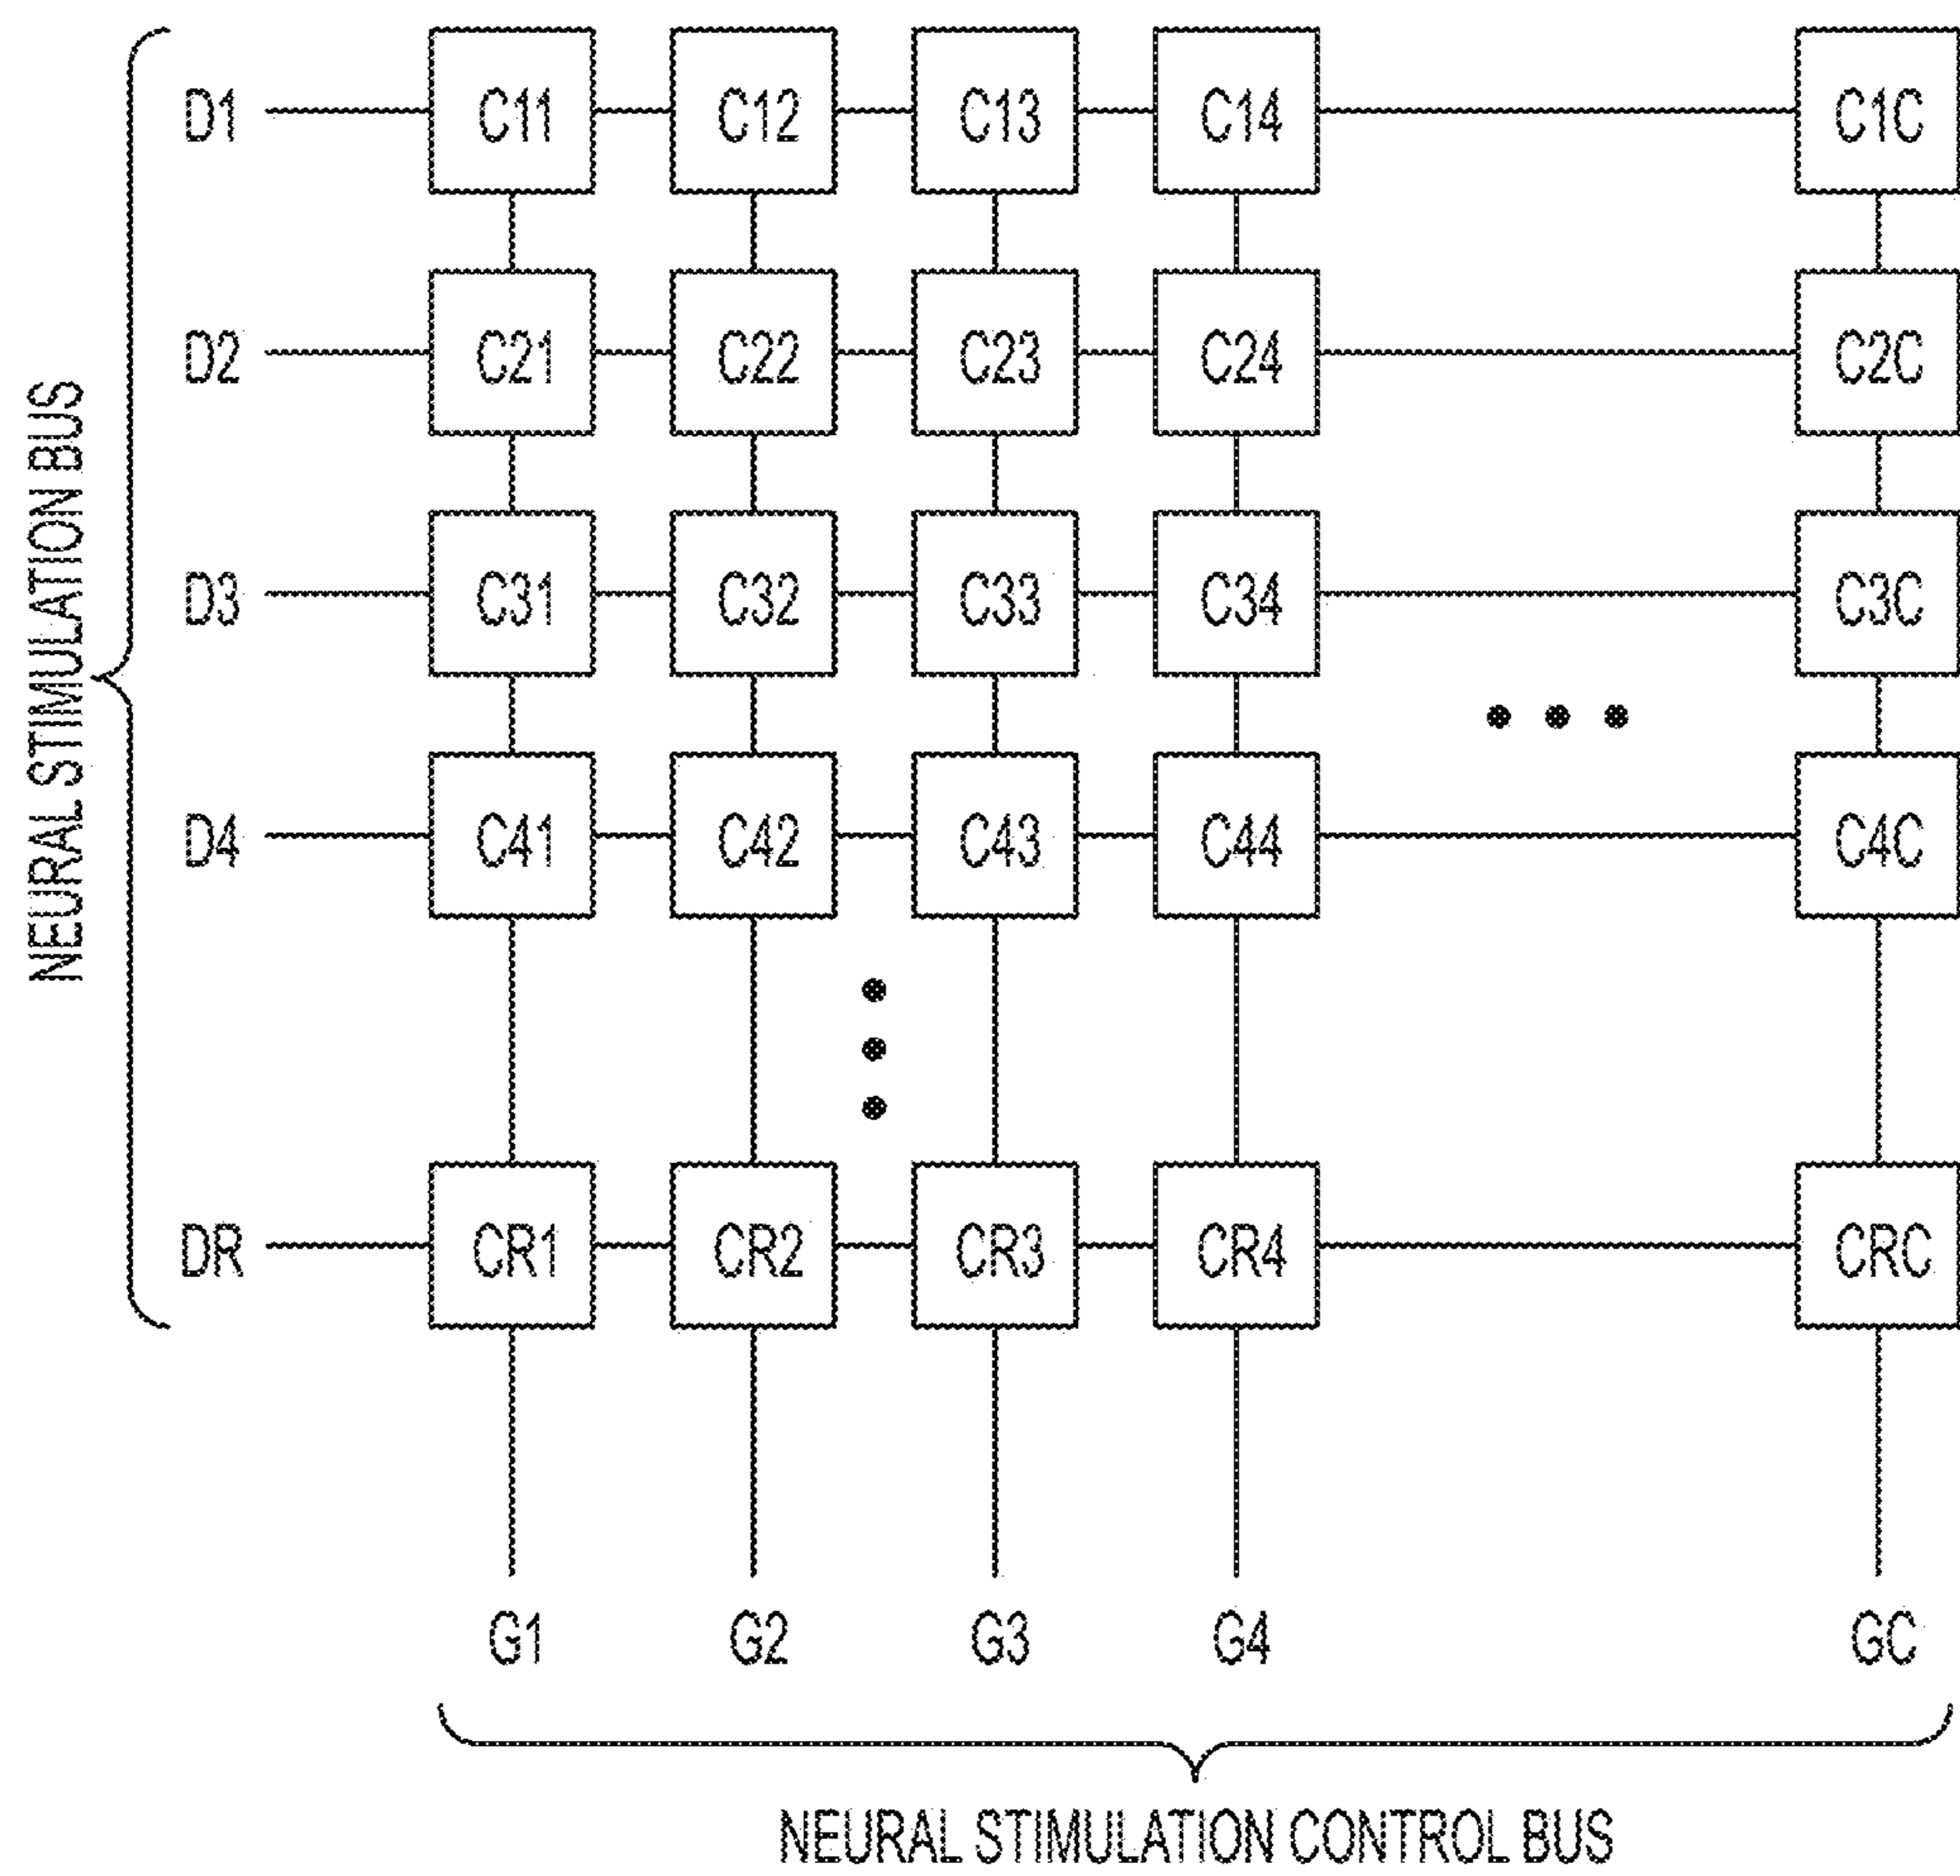 NEURAL STIMULATION BUS
D1 C11 C12 C13 C14 C1C
D2 C21 C22 C23 C24 C2C
D3 C31 C32 C33 C34 C3C
D4 C41 C42 C43 C44 C4C
DR CR1 CR2 CR3 CR4 CRC
G1 G2 G3 G4 GC
NEURAL STIMULATION CONTROL BUS